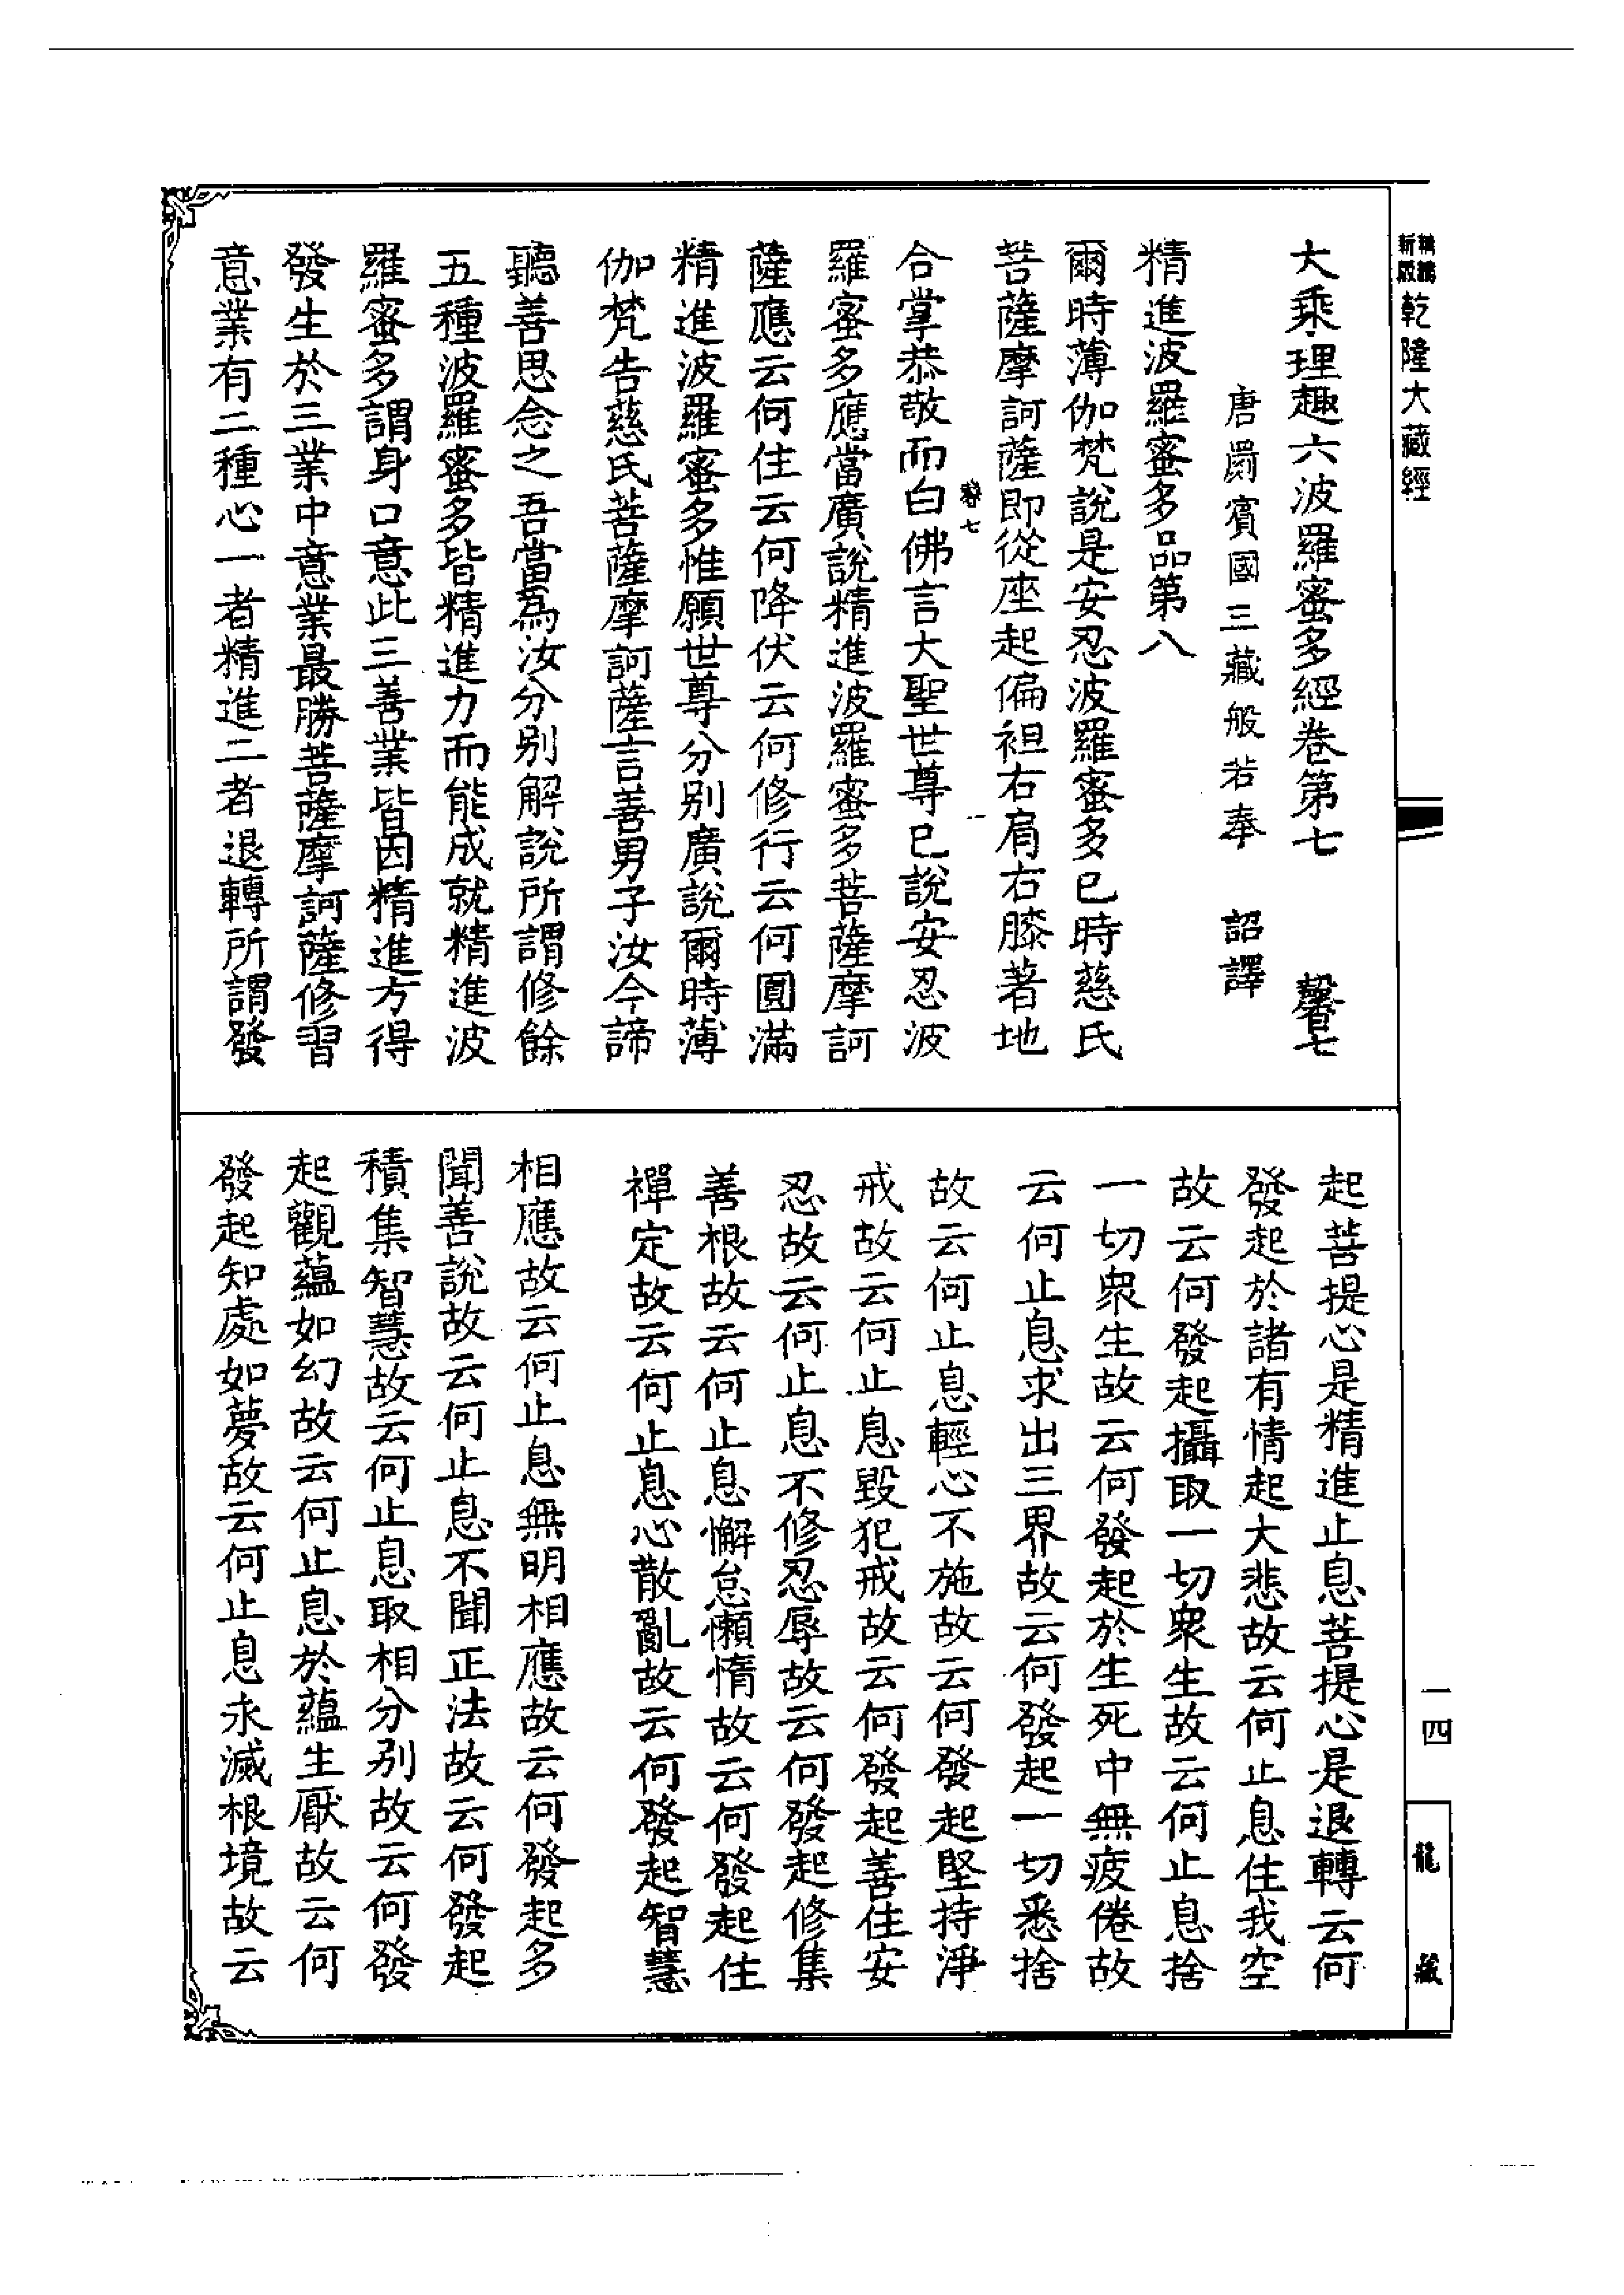 乾隆大藏經
大乘理趣六波羅蜜多經卷第七 馨七
唐罽賓國三藏般若奉 詔譯
精進波羅蜜多品第八
爾時薄伽梵說是安忍波羅蜜多已時慈氏
菩薩摩訶薩即從座起偏袒右肩右膝著地
卷七
合掌恭敬而白佛言大聖世尊已說安忍波
羅蜜多應當廣說精進波羅蜜多菩薩摩訶
薩應云何住云何降伏云何修行云何圓滿
精進波羅蜜多惟願世尊分別廣說爾時薄
伽梵告慈氏菩薩摩訶薩言善男子汝今諦
聽善思念之吾當為汝分別解說所謂修餘
五種波羅蜜多皆精進力而能成就精進波
羅蜜多謂身口意此三善業皆因精進方得
發生於三業中意業最勝菩薩摩訶薩修習
意業有二種心一者精進二者退轉所謂發
起菩提心是精進止息菩提心是退轉云何
發起於諸有情起大悲故云何止息住我空
故云何發起攝取一切眾生故云何止息捨
一切眾生故云何發起於生死中無疲倦故
云何止息求出三界故云何發起一切悉捨
故云何止息輕心不施故云何發起堅持淨
戒故云何止息毀犯戒故云何發起善住安
忍故云何止息不修忍辱故云何發起修集
善根故云何止息懈怠懶惰故云何發起住
禪定故云何止息心散亂故云何發起智慧
相應故云何止息無明相應故云何發起多
聞善說故云何止息不聞正法故云何發起
積集智慧故云何止息取相分別故云何發
起觀蘊如幻故云何止息於蘊生厭故云何
發起知處如夢故云何止息永滅根境故云
一四
龍藏